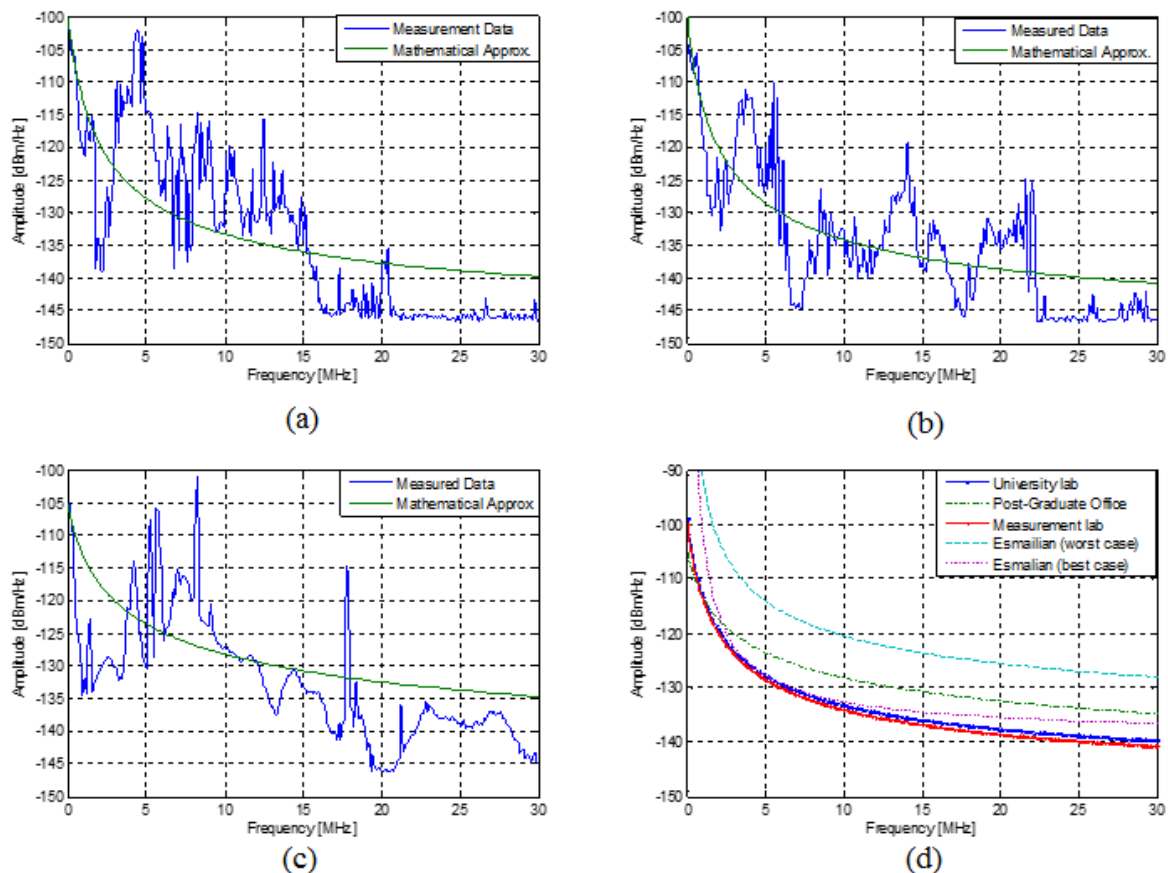 -100
-105
-110
-115
-120
-125
-130
-135
-140
-145
-150
Amplitude [dBm/Hz]
Measurement Data
Mathematical Approx.
0 5 10 15 20 25 30
Frequency [MHz]
(a)
-100
-105
-110
-115
-120
-125
-130
-135
-140
-145
-150
Amplitude [dBm/Hz]
Measured Data
Mathematical Approx.
0 5 10 15 20 25 30
Frequency [MHz]
(b)
-100
-105
-110
-115
-120
-125
-130
-135
-140
-145
-150
Amplitude [dBm/Hz]
Measured Data
Mathematical Approx
0 5 10 15 20 25 30
Frequency [MHz]
(c)
-90
-100
-110
-120
-130
-140
-150
Amplitude [dBm/Hz]
University lab
Post-Graduate Office
Measurement lab
Esmailian (worst case)
Esmalian (best case)
0 5 10 15 20 25 30
Frequency [MHz]
(d)